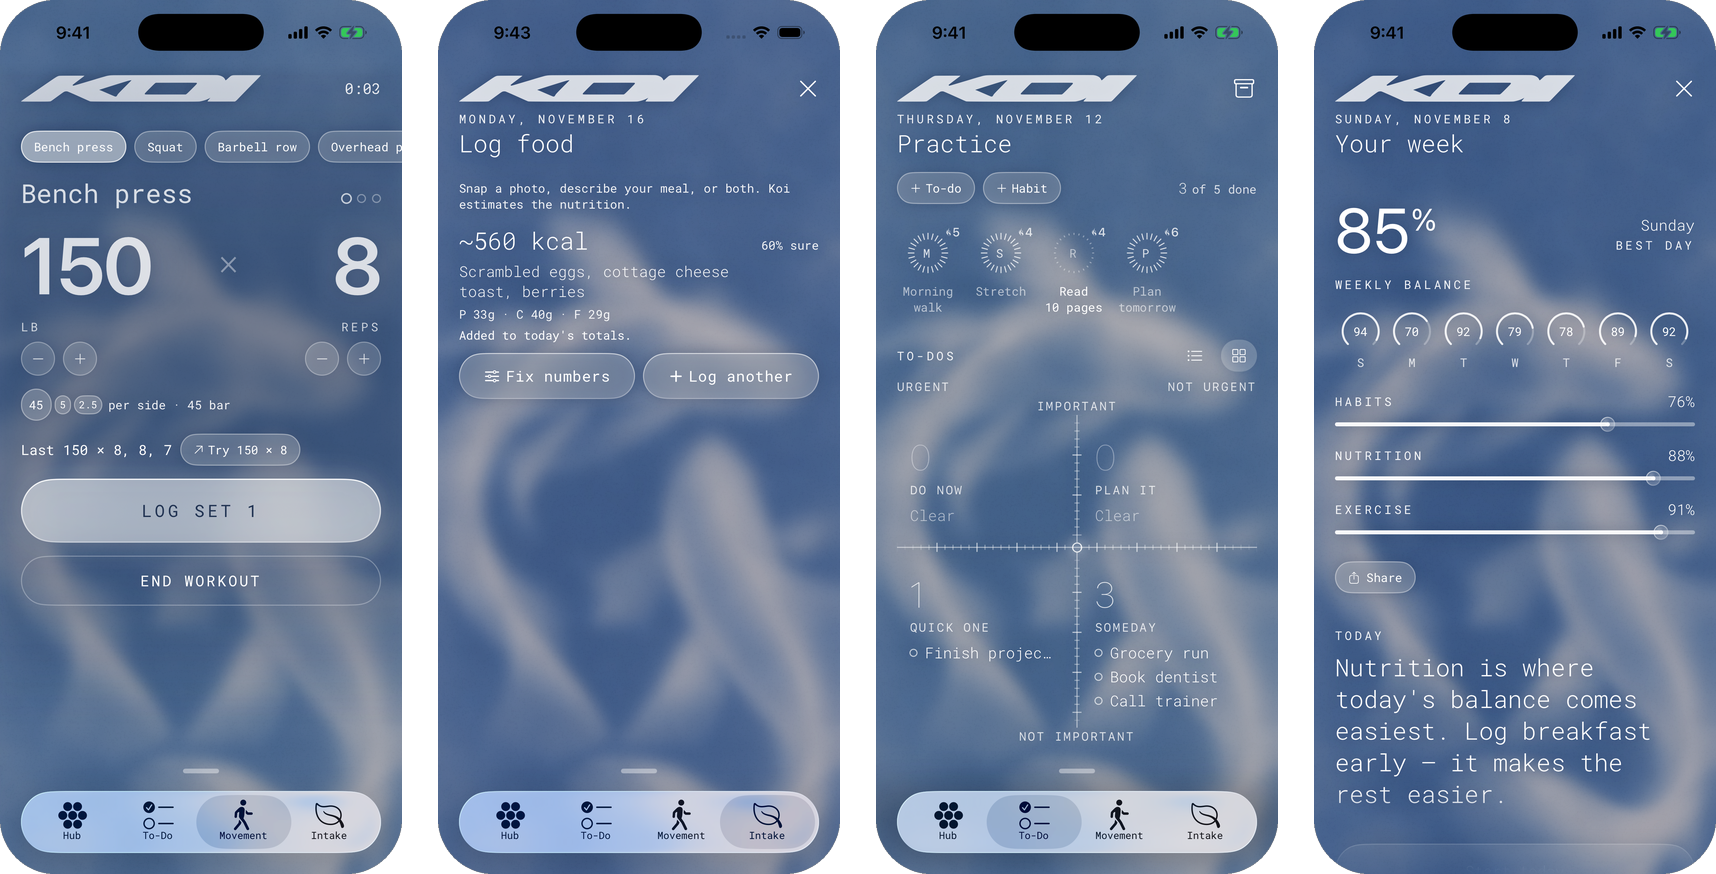 9:41
KOI
0:03
Bench press
Squat
Barbell row
Overhead p
Bench press
150 × 8
LB
REPS
45 5 2.5 per side · 45 bar
Last 150 × 8, 8, 7
Try 150 × 8
LOG SET 1
END WORKOUT
Hub
To-Do
Movement
Intake
9:43
KOI
MONDAY, NOVEMBER 16
Log food
Snap a photo, describe your meal, or both. Koi
estimates the nutrition.
~560 kcal
60% sure
Scrambled eggs, cottage cheese
toast, berries
P 33g · C 40g · F 29g
Added to today's totals.
Fix numbers
+ Log another
Hub
To-Do
Movement
Intake
9:41
KOI
THURSDAY, NOVEMBER 12
Practice
+ To-do
+ Habit
3 of 5 done
5
4
4
6
M
S
R
P
Morning
walk
Stretch
Read
10 pages
Plan
tomorrow
TO-DOS
URGENT
NOT URGENT
IMPORTANT
0
DO NOW
Clear
0
PLAN IT
Clear
1
QUICK ONE
Finish projec…
3
SOMEDAY
Grocery run
Book dentist
Call trainer
NOT IMPORTANT
Hub
To-Do
Movement
Intake
9:41
KOI
SUNDAY, NOVEMBER 8
Your week
85%
Sunday
BEST DAY
WEEKLY BALANCE
94 70 92 79 78 89 92
S M T W T F S
HABITS
76%
NUTRITION
88%
EXERCISE
91%
Share
TODAY
Nutrition is where
today's balance comes
easiest. Log breakfast
early — it makes the
rest easier.